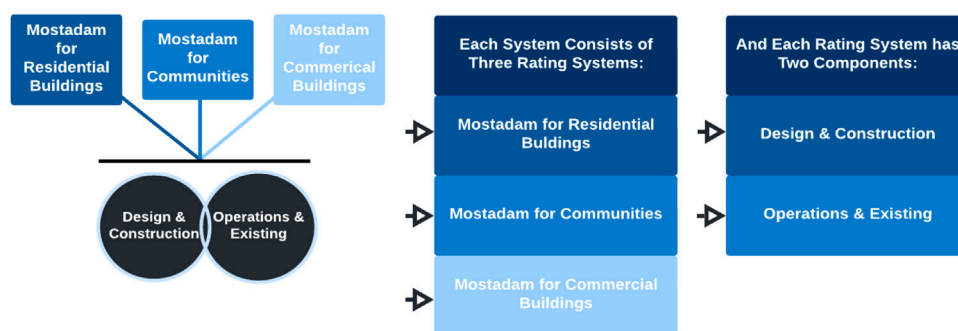 Mostadam
for
Residential
Buildings
Mostadam
for
Communities
Mostadam
for
Commerical
Buildings
Design &
Construction
Operations &
Existing
Each System Consists of
Three Rating Systems:
Mostadam for Residential
Buldings
Mostadam for Communities
Mostadam for Commercial
Buildings
And Each Rating System has
Two Components:
Design & Construction
Operations & Existing